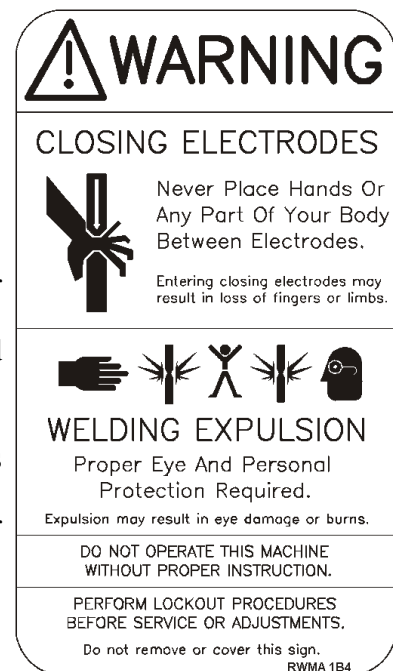 WARNING
CLOSING ELECTRODES
Never Place Hands Or
Any Part Of Your Body
Between Electrodes.
Entering closing electrodes may
result in loss of fingers or limbs.
WELDING EXPULSION
Proper Eye And Personal
Protection Required.
Expulsion may result in eye damage or burns.
DO NOT OPERATE THIS MACHINE
WITHOUT PROPER INSTRUCTION.
PERFORM LOCKOUT PROCEDURES
BEFORE SERVICE OR ADJUSTMENTS.
Do not remove or cover this sign.
RWMA 1B4